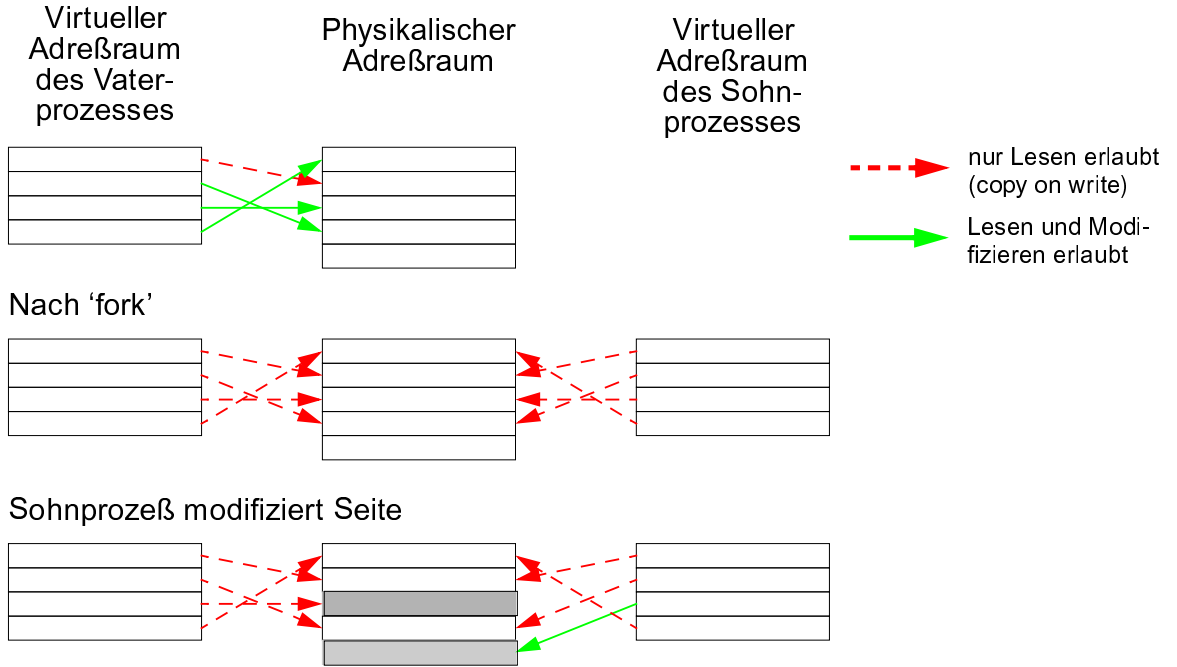 Virtueller
Adreßraum
des Vater-
prozesses
Physikalischer
Adreßraum
Virtueller
Adreßraum
des Sohn-
prozesses
nur Lesen erlaubt
(copy on write)
Lesen und Modi-
fizieren erlaubt
Nach ‘fork’
Sohnprozeß modifiziert Seite